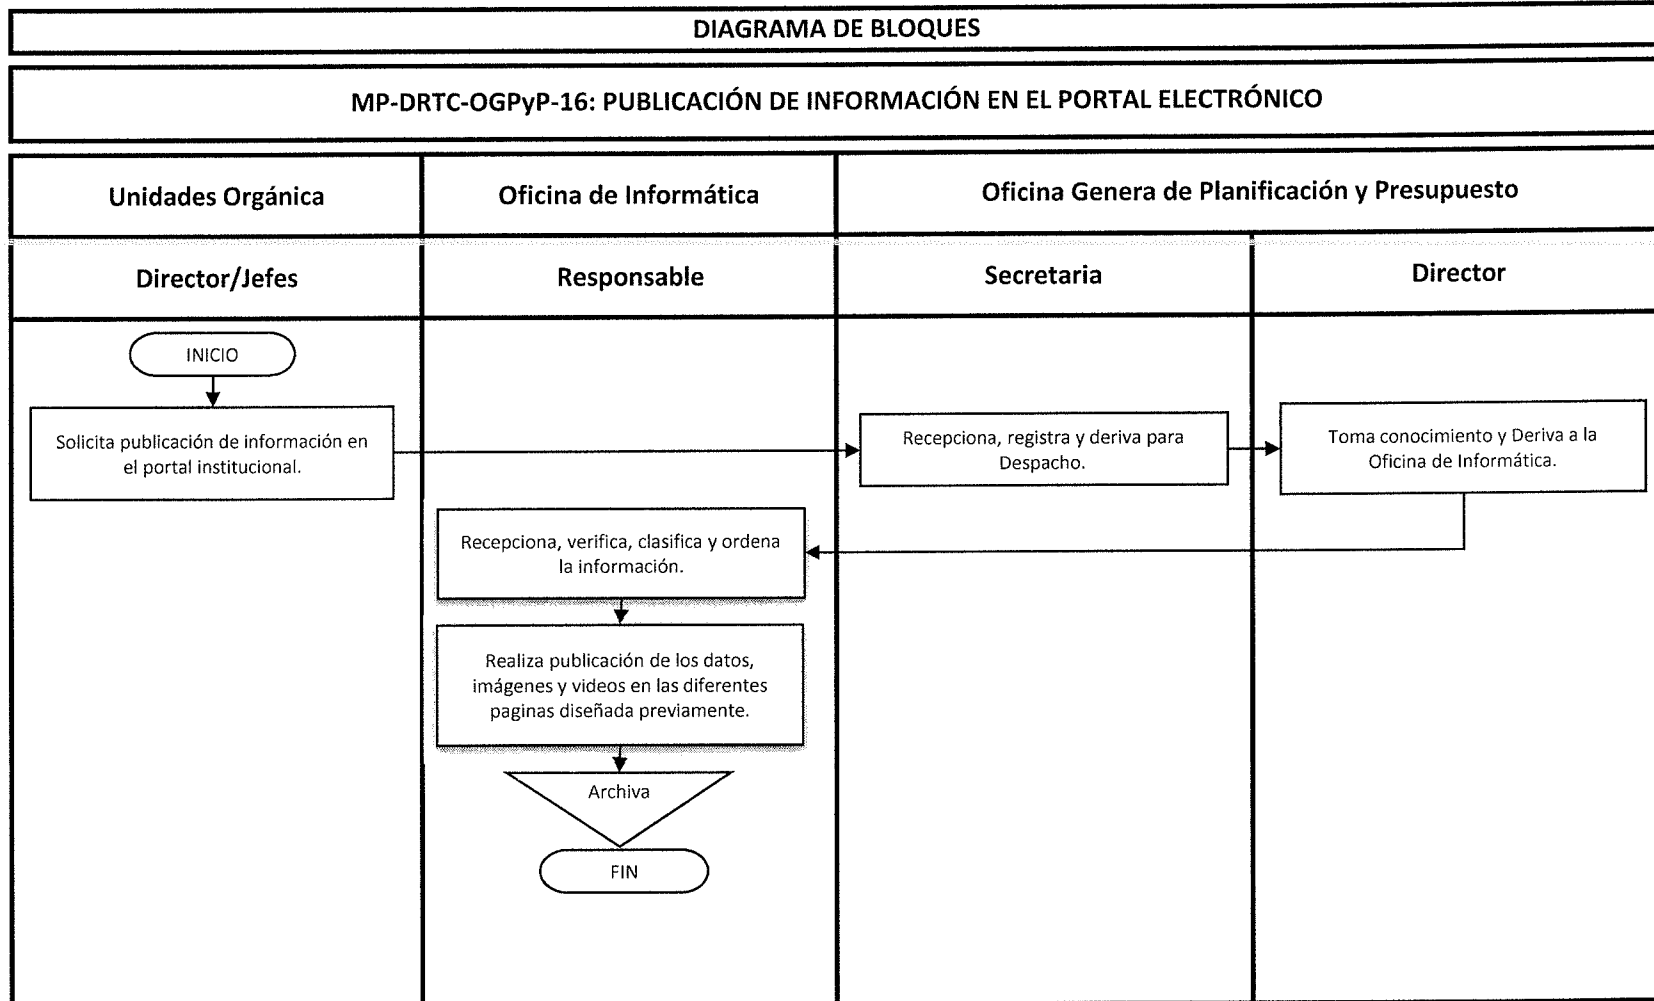 DIAGRAMA DE BLOQUES
MP-DRTC-OGPyP-16: PUBLICACIÓN DE INFORMACIÓN EN EL PORTAL ELECTRÓNICO
Unidades Orgánica
Oficina de Informática
Oficina Genera de Planificación y Presupuesto
Director/Jefes
Responsable
Secretaria
Director
INICIO
Solicita publicación de información en
el portal institucional.
Recepciona, registra y deriva para
Despacho.
Toma conocimiento y Deriva a la
Oficina de Informática.
Recepciona, verifica, clasifica y ordena
la información.
Realiza publicación de los datos,
imágenes y videos en las diferentes
paginas diseñada previamente.
Archiva
FIN